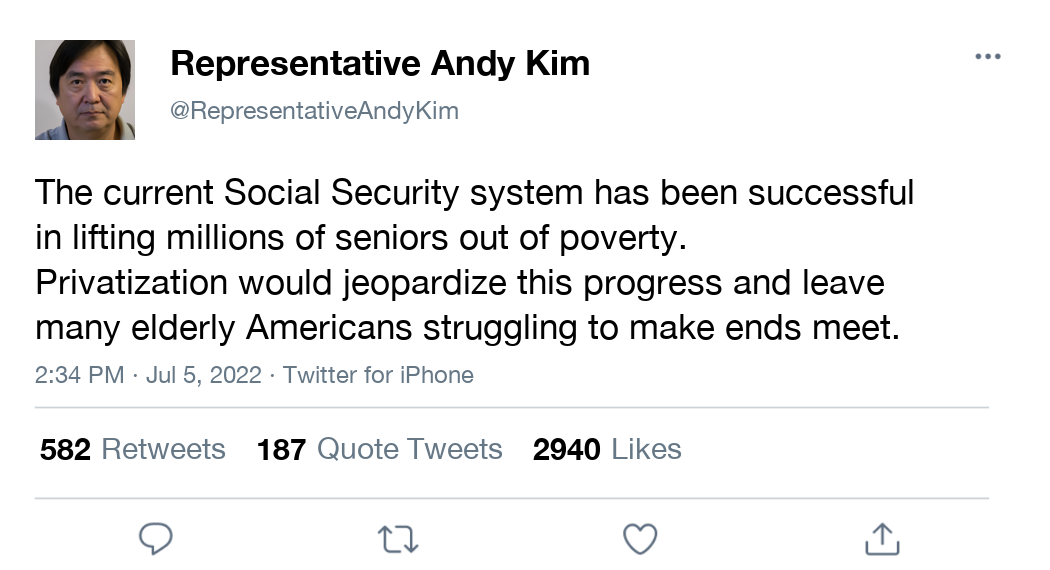 Representative Andy Kim
@RepresentativeAndyKim
The current Social Security system has been successful
in lifting millions of seniors out of poverty.
Privatization would jeopardize this progress and leave
many elderly Americans struggling to make ends meet.
2:34 PM · Jul 5, 2022 · Twitter for iPhone
582 Retweets 187 Quote Tweets 2940 Likes